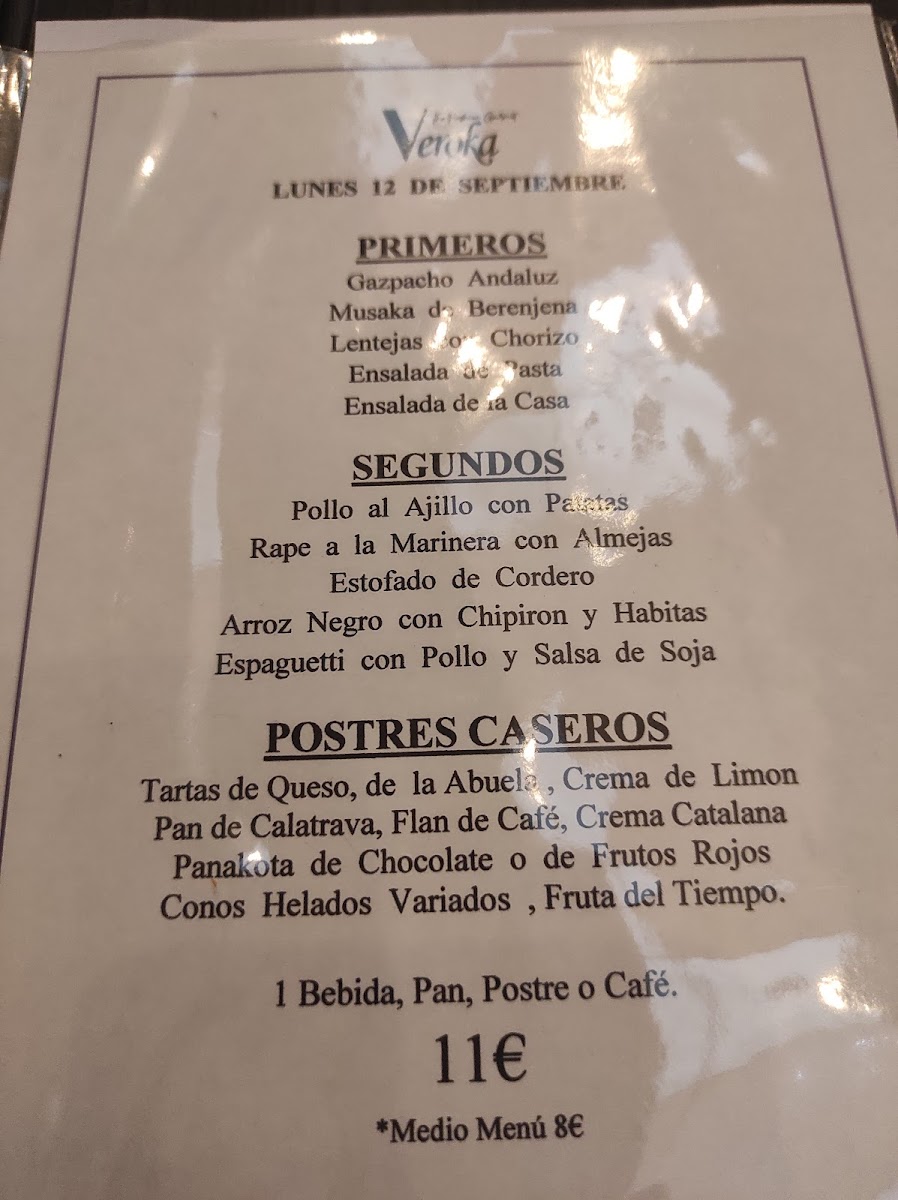 Veroka
LUNES 12 DE SEPTIEMBRE
PRIMEROS
Gazpacho Andaluz
Musaka de Berenjena
Lentejas con Chorizo
Ensalada de Pasta
Ensalada de la Casa
SEGUNDOS
Pollo al Ajillo con Patatas
Rape a la Marinera con Almejas
Estofado de Cordero
Arroz Negro con Chipiron y Habitas
Espaguetti con Pollo y Salsa de Soja
POSTRES CASEROS
Tartas de Queso, de la Abuela , Crema de Limon
Pan de Calatrava, Flan de Café, Crema Catalana
Panakota de Chocolate o de Frutos Rojos
Conos Helados Variados , Fruta del Tiempo.
1 Bebida, Pan, Postre o Café.
11€
*Medio Menú 8€